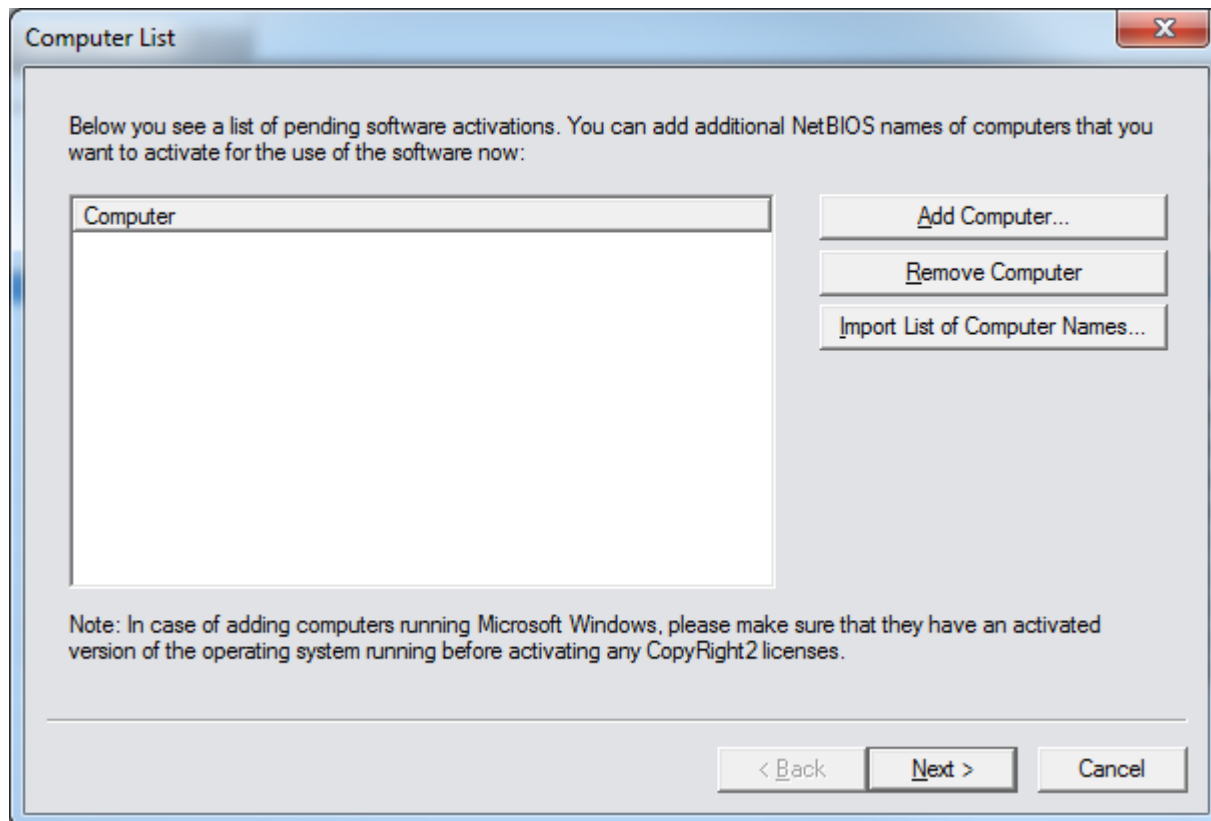 Computer List
Below you see a list of pending software activations. You can add additional NetBIOS names of computers that you
want to activate for the use of the software now:
Computer
Add Computer...
Remove Computer
Import List of Computer Names...
Note: In case of adding computers running Microsoft Windows, please make sure that they have an activated
version of the operating system running before activating any CopyRight2 licenses.
< Back
Next >
Cancel